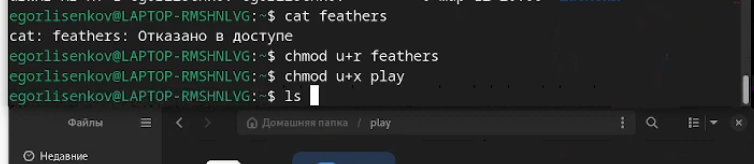 egorlisenkov@LAPTOP-RMSHNLVG:~$ cat feathers
cat: feathers: Отказано в доступе
egorlisenkov@LAPTOP-RMSHNLVG:~$ chmod u+r feathers
egorlisenkov@LAPTOP-RMSHNLVG:~$ chmod u+x play
egorlisenkov@LAPTOP-RMSHNLVG:~$ ls
Файлы
Домашняя папка / play
Недавние